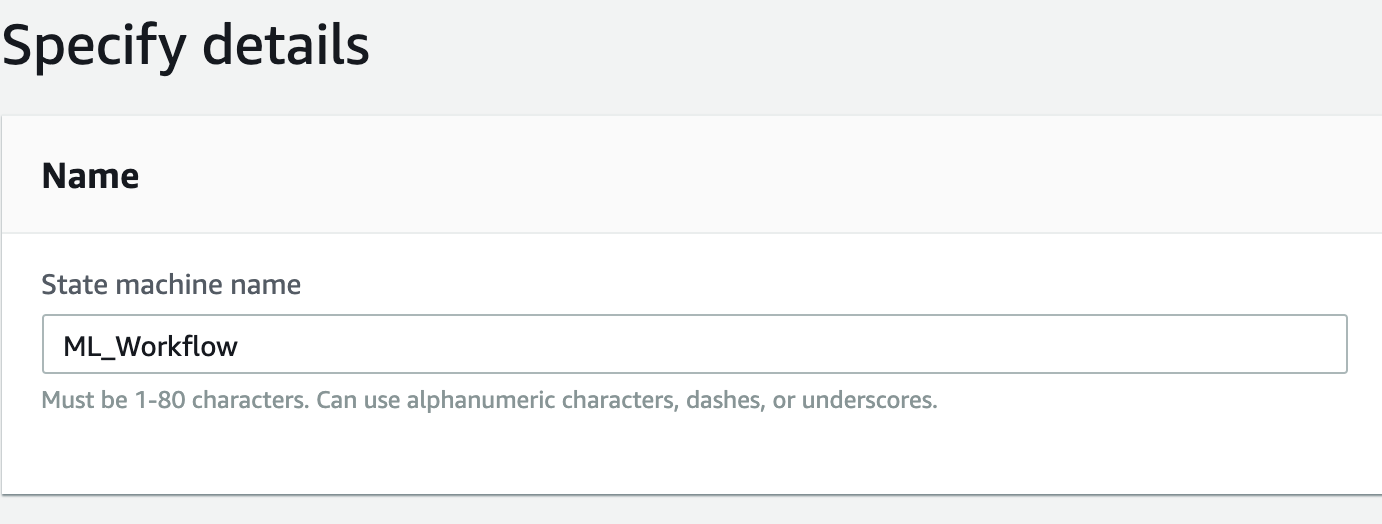 Specify details
Name
State machine name
ML_Workflow
Must be 1-80 characters. Can use alphanumeric characters, dashes, or underscores.